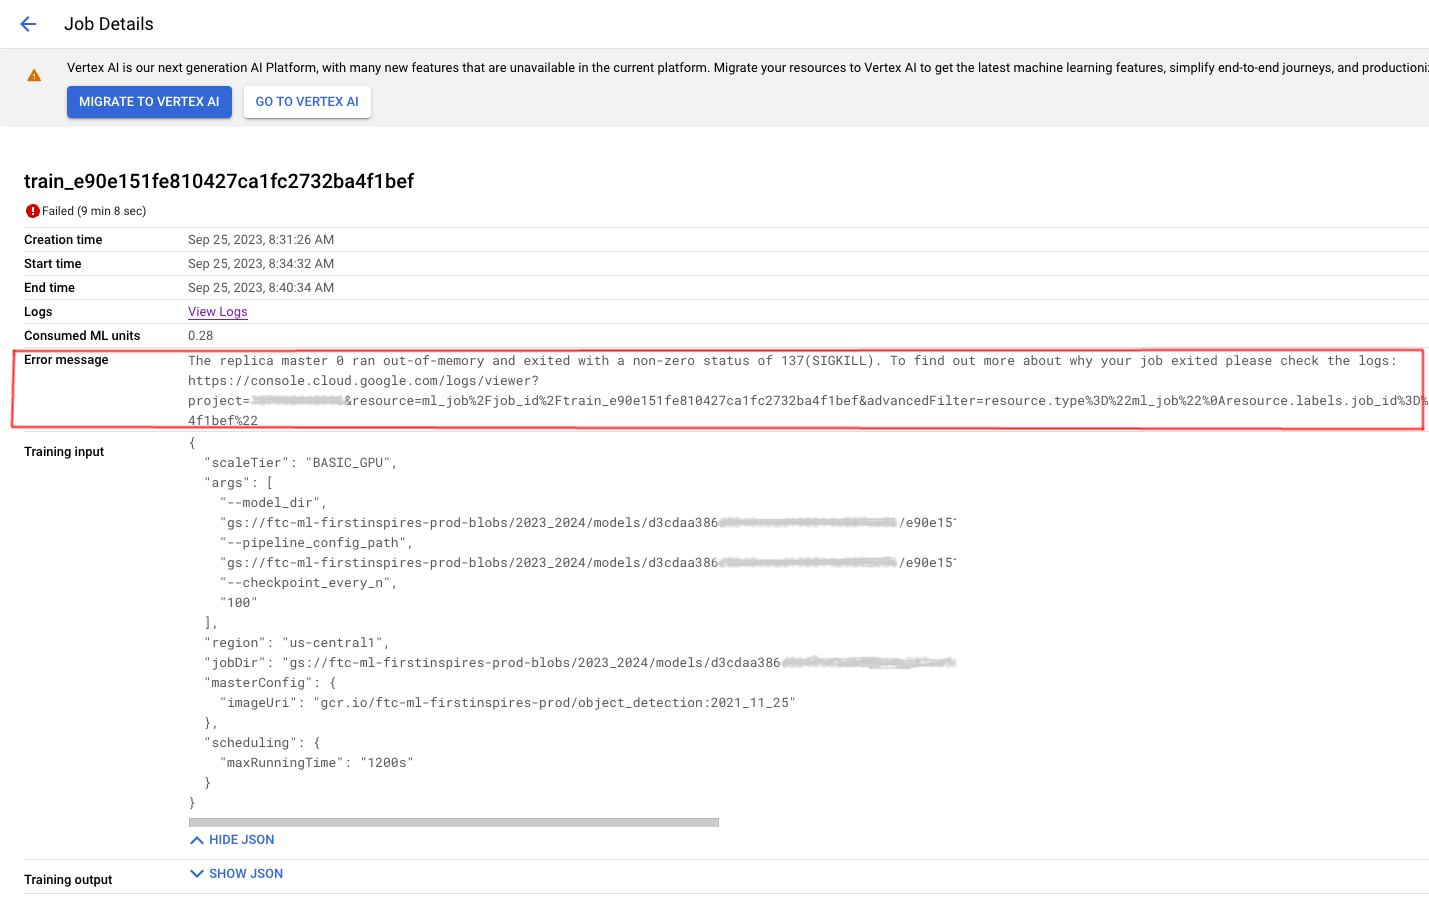 Job Details
Vertex AI is our next generation AI Platform, with many new features that are unavailable in the current platform. Migrate your resources to Vertex AI to get the latest machine learning features, simplify end-to-end journeys, and
MIGRATE TO VERTEX AI GO TO VERTEX AI
train_e90e151fe810427ca1fc2732ba4f1bef
Failed (9 min 8 sec)
Creation time Sep 25, 2023, 8:31:26 AM
Start time Sep 25, 2023, 8:34:32 AM
End time Sep 25, 2023, 8:40:34 AM
Logs View Logs
Consumed ML units 0.28
Error message The replica master 0 ran out-of-memory and exited with a non-zero status of 137(SIGKILL). To find out more about why your job exited please check the logs:
https://console.cloud.google.com/logs/viewer?
project= &resource=ml_job%2Fjob_id%2Ftrain_e90e151fe810427ca1fc2732ba4f1bef&advancedFilter=resource.type%3D%22ml_job%22%0Aresource.labels.job_id%3D%
4f1bef%22
Training input {
"scaleTier": "BASIC_GPU",
"args": [
"--model_dir",
"gs://ftc-ml-firstinspires-prod-blobs/2023_2024/models/d3cdaa386 /e90e15
"--pipeline_config_path",
"gs://ftc-ml-firstinspires-prod-blobs/2023_2024/models/d3cdaa386 /e90e15
"--checkpoint_every_n",
"100"
],
"region": "us-central1",
"jobDir": "gs://ftc-ml-firstinspires-prod-blobs/2023_2024/models/d3cdaa386
"masterConfig": {
"imageUri": "gcr.io/ftc-ml-firstinspires-prod/object_detection:2021_11_25"
},
"scheduling": {
"maxRunningTime": "1200s"
}
}
HIDE JSON
Training output SHOW JSON